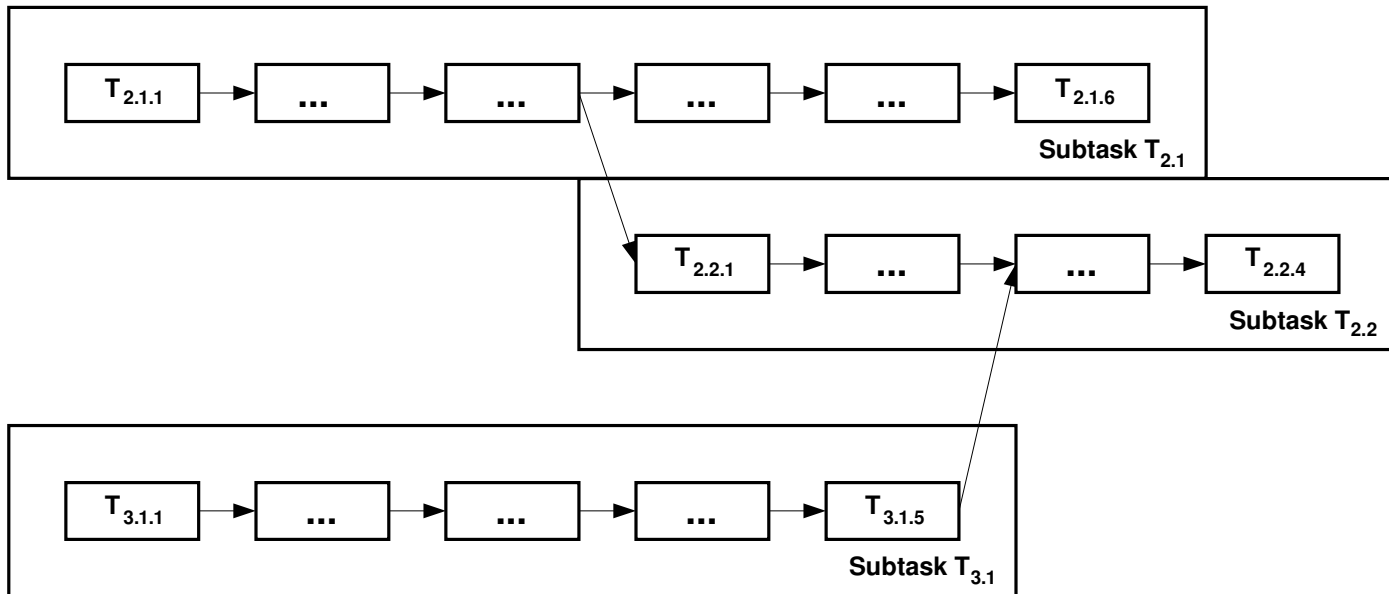 T2.1.1 ... ... ... ... T2.1.6
Subtask T2.1
T2.2.1 ... ... T2.2.4
Subtask T2.2
T3.1.1 ... ... ... T3.1.5
Subtask T3.1